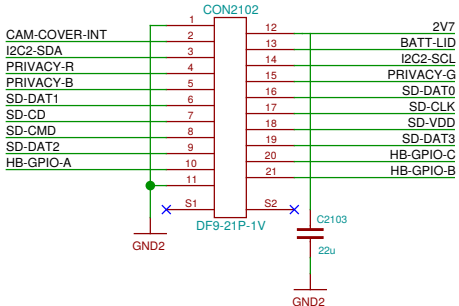 CON2102
1
CAM-COVER-INT 2
I2C2-SDA 3
PRIVACY-R 4
PRIVACY-B 5
SD-DAT1 6
SD-CD 7
SD-CMD 8
SD-DAT2 9
HB-GPIO-A 10
11
S1
12 2V7
13 BATT-LID
14 I2C2-SCL
15 PRIVACY-G
16 SD-DAT0
17 SD-CLK
18 SD-VDD
19 SD-DAT3
20 HB-GPIO-C
21 HB-GPIO-B
S2
DF9-21P-1V
GND2
C2103
22u
GND2